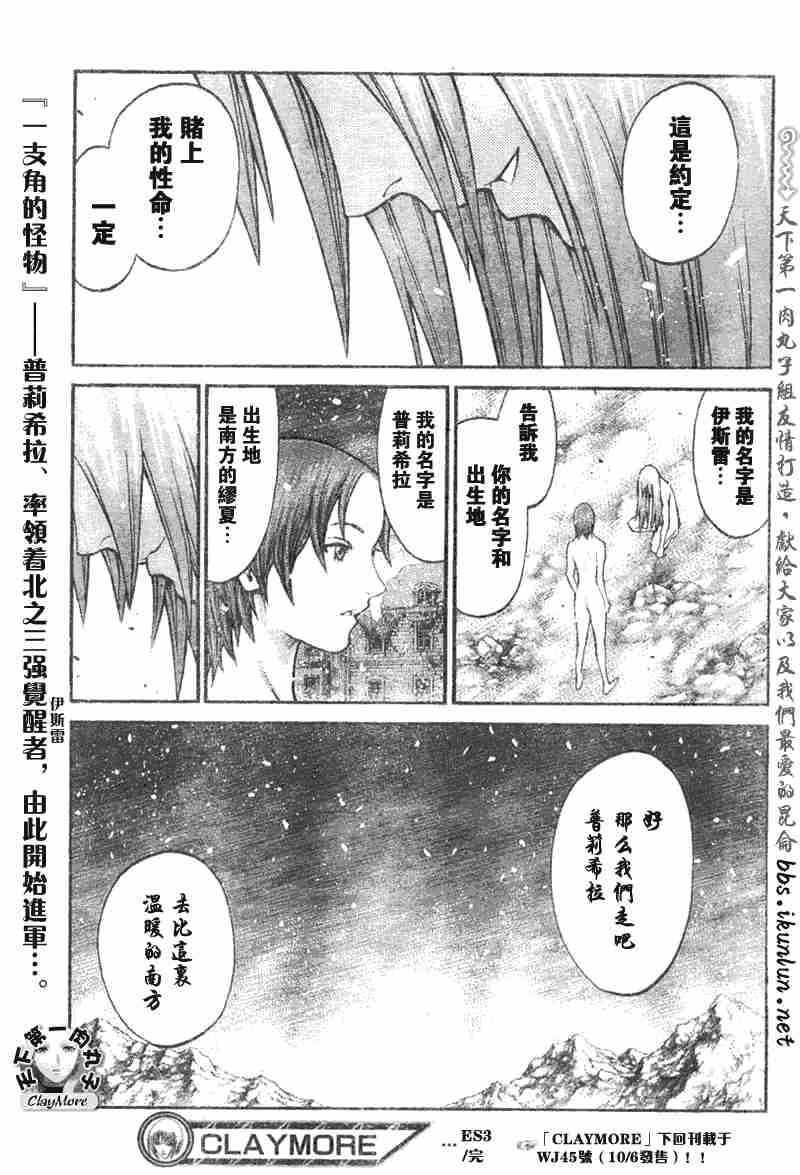 這是約定…
賭上
我的性命…
一定
我的名字是
伊斯雷…
告訴我
你的名字和
出生地
我的名字是
普莉希拉
出生地
是南方的繆夏…
好
那么我們走吧
普莉希拉
去比這裏
溫暖的南方
『一支角的怪物』——普莉希拉、率領着北之三强覺醒者，由此開始進軍…。
伊斯雷
天下第一肉丸子組友情打造，獻給大家以及我們最愛的昆侖 bbs.ikunlun.net
天下第一肉丸子
ClayMore
CLAYMORE
…ES3
/完
「CLAYMORE」下回刊載于
WJ45號（10/6發售）！！